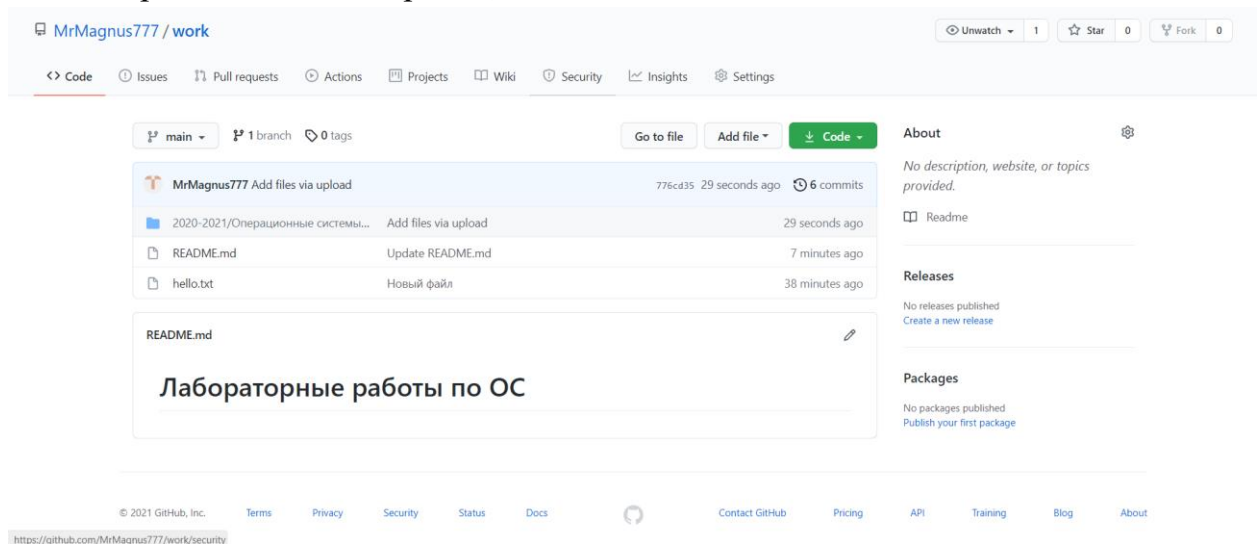 MrMagnus777 / work
Unwatch 1 Star 0 Fork 0
Code Issues Pull requests Actions Projects Wiki Security Insights Settings
main 1 branch 0 tags Go to file Add file Code
MrMagnus777 Add files via upload 776cd35 29 seconds ago 6 commits
2020-2021/Операционные системы... Add files via upload 29 seconds ago
README.md Update README.md 7 minutes ago
hello.txt Новый файл 38 minutes ago
README.md
Лабораторные работы по ОС
About
No description, website, or topics
provided.
Readme
Releases
No releases published
Create a new release
Packages
No packages published
Publish your first package
© 2021 GitHub, Inc. Terms Privacy Security Status Docs Contact GitHub Pricing API Training Blog About
https://github.com/MrMagnus777/work/security